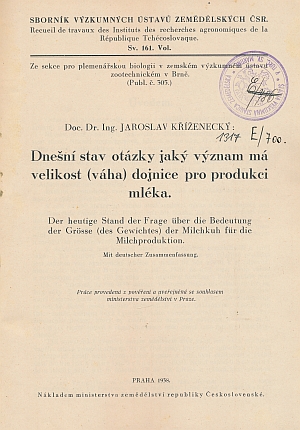 SBORNÍK VÝZKUMNÝCH ÚSTAVŮ ZEMĚDĚLSKÝCH ČSR.
Recueil de travaux des Instituts des recherches agronomiques de la
République Tchécoslovaque.
Sv. 161. Vol.
Ze sekce pro plemenářskou biologii v zemském výzkumném ústavu
zootechnickém v Brně.
(Publ. č. 505.)
Doc. Dr. Ing. JAROSLAV KŘÍŽENECKÝ:
1317 E/700.
Dnešní stav otázky jaký význam má
velikost (váha) dojnice pro produkci
mléka.
Der heutige Stand der Frage über die Bedeutung
der Grösse (des Gewichtes) der Milchkuh für die
Milchproduktion.
Mit deutscher Zusammenfassung.
Práce provedená z pověření a uveřejněná se souhlasem
ministerstva zemědělství v Praze.
PRAHA 1938.
Nákladem ministerstva zemědělství republiky Československé.